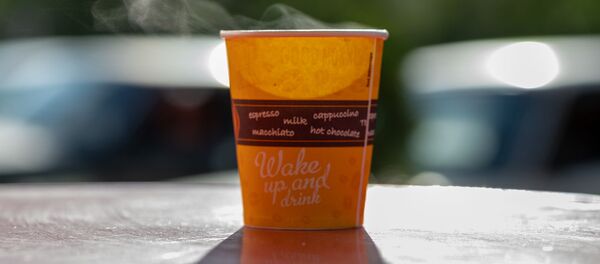 espresso milk cappuccino
macchiato hot chocolate
Wake
up and
drink